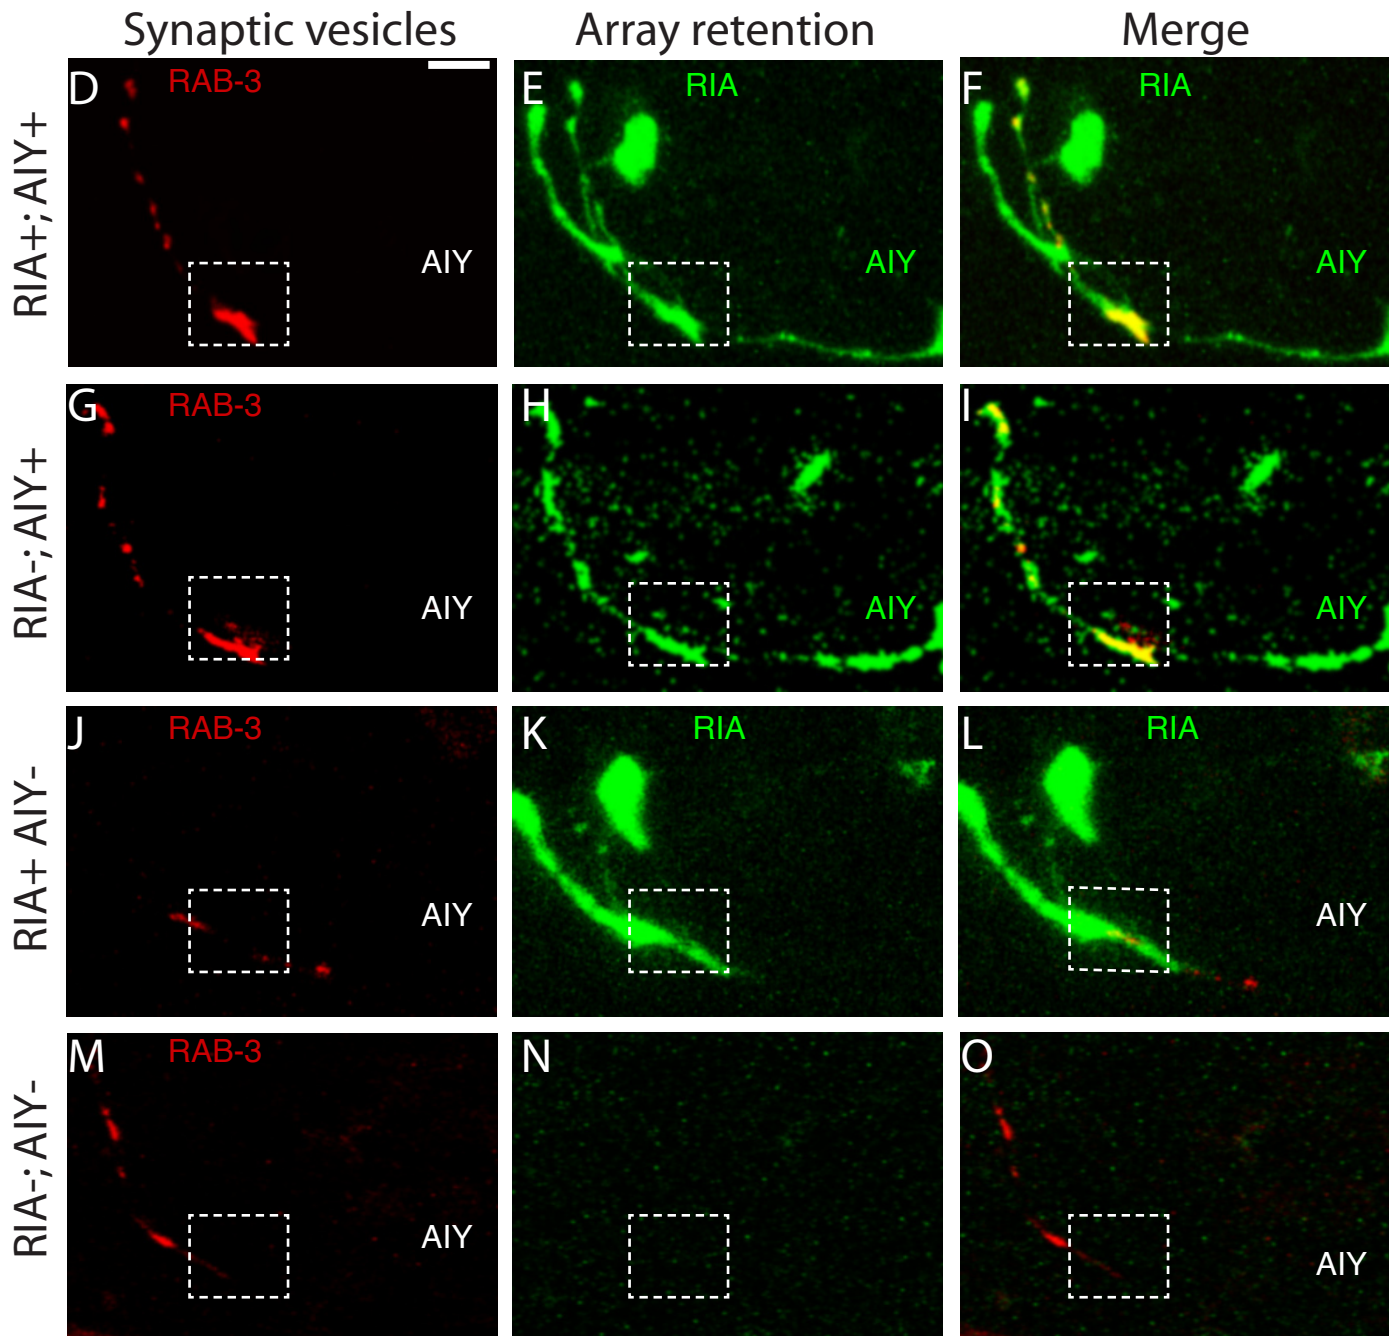 Synaptic vesicles Array retention Merge
RIA+; AIY+
D RAB-3 AIY
E RIA AIY
F RIA AIY
RIA-; AIY+
G RAB-3 AIY
H AIY
I AIY
RIA+ AIY-
J RAB-3 AIY
K RIA
L RIA AIY
RIA-; AIY-
M RAB-3 AIY
N
O AIY